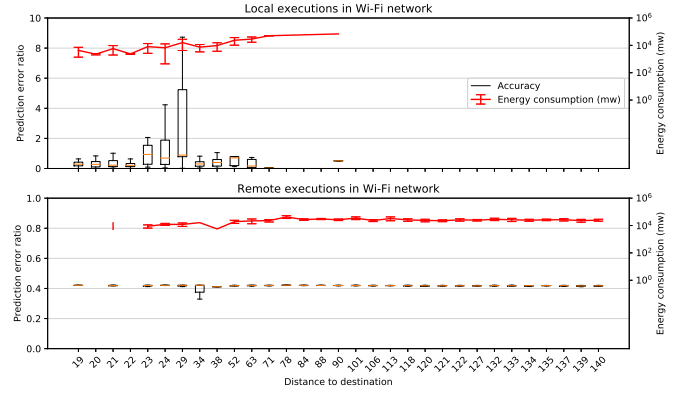 Local executions in Wi-Fi network
Prediction error ratio
10
8
6
4
2
0
10^6
10^4
10^2
10^0
Energy consumption (mw)
Accuracy
Energy consumption (mw)
Remote executions in Wi-Fi network
Prediction error ratio
1.0
0.8
0.6
0.4
0.2
0.0
10^6
10^4
10^2
10^0
Energy consumption (mw)
19 20 21 22 23 24 29 34 38 52 63 71 78 84 88 90 101 106 113 118 120 121 122 127 132 133 134 135 137 139 140
Distance to destination